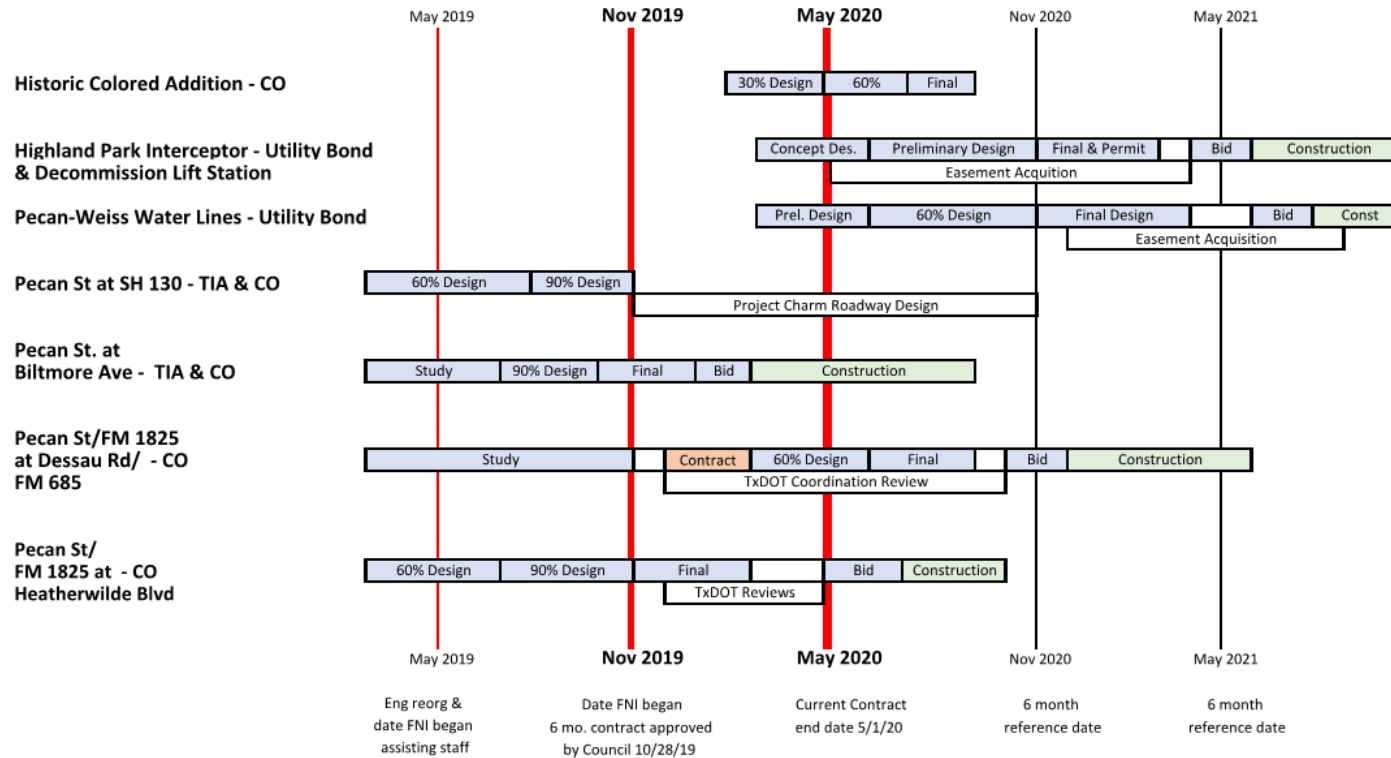 May 2019 Nov 2019 May 2020 Nov 2020 May 2021
Historic Colored Addition - CO
30% Design 60% Final
Highland Park Interceptor - Utility Bond
& Decommission Lift Station
Concept Des. Preliminary Design Final & Permit Bid Construction
Easement Acquition
Pecan-Weiss Water Lines - Utility Bond
Prel. Design 60% Design Final Design Bid Const
Easement Acquisition
Pecan St at SH 130 - TIA & CO
60% Design 90% Design
Project Charm Roadway Design
Pecan St. at
Biltmore Ave - TIA & CO
Study 90% Design Final Bid Construction
Pecan St/FM 1825
at Dessau Rd/ - CO
FM 685
Study Contract 60% Design Final Bid Construction
TxDOT Coordination Review
Pecan St/
FM 1825 at - CO
Heatherwilde Blvd
60% Design 90% Design Final Bid Construction
TxDOT Reviews
May 2019 Nov 2019 May 2020 Nov 2020 May 2021
Eng reorg &
date FNI began
assisting staff
Date FNI began
6 mo. contract approved
by Council 10/28/19
Current Contract
end date 5/1/20
6 month
reference date
6 month
reference date